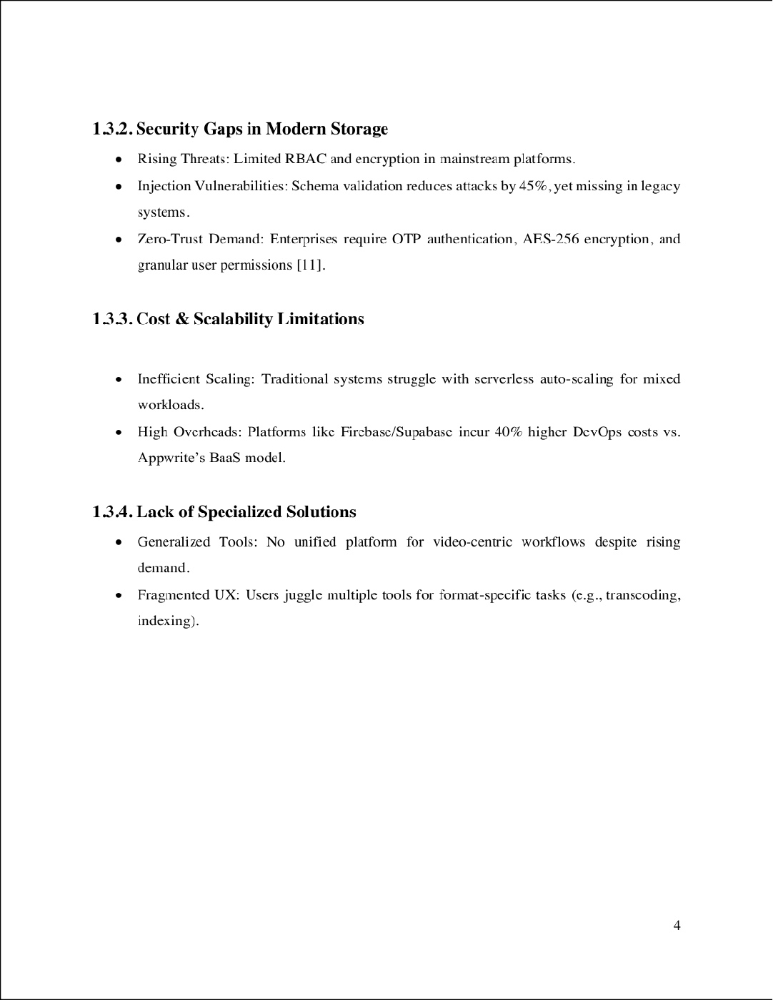 1.3.2. Security Gaps in Modern Storage
● Rising Threats: Limited RBAC and encryption in mainstream platforms.
● Injection Vulnerabilities: Schema validation reduces attacks by 45%, yet missing in legacy
systems.
● Zero-Trust Demand: Enterprises require OTP authentication, AES-256 encryption, and
granular user permissions [11].
1.3.3. Cost & Scalability Limitations
● Inefficient Scaling: Traditional systems struggle with serverless auto-scaling for mixed
workloads.
● High Overheads: Platforms like Firebase/Supabase incur 40% higher DevOps costs vs.
Appwrite’s BaaS model.
1.3.4. Lack of Specialized Solutions
● Generalized Tools: No unified platform for video-centric workflows despite rising
demand.
● Fragmented UX: Users juggle multiple tools for format-specific tasks (e.g., transcoding,
indexing).
4